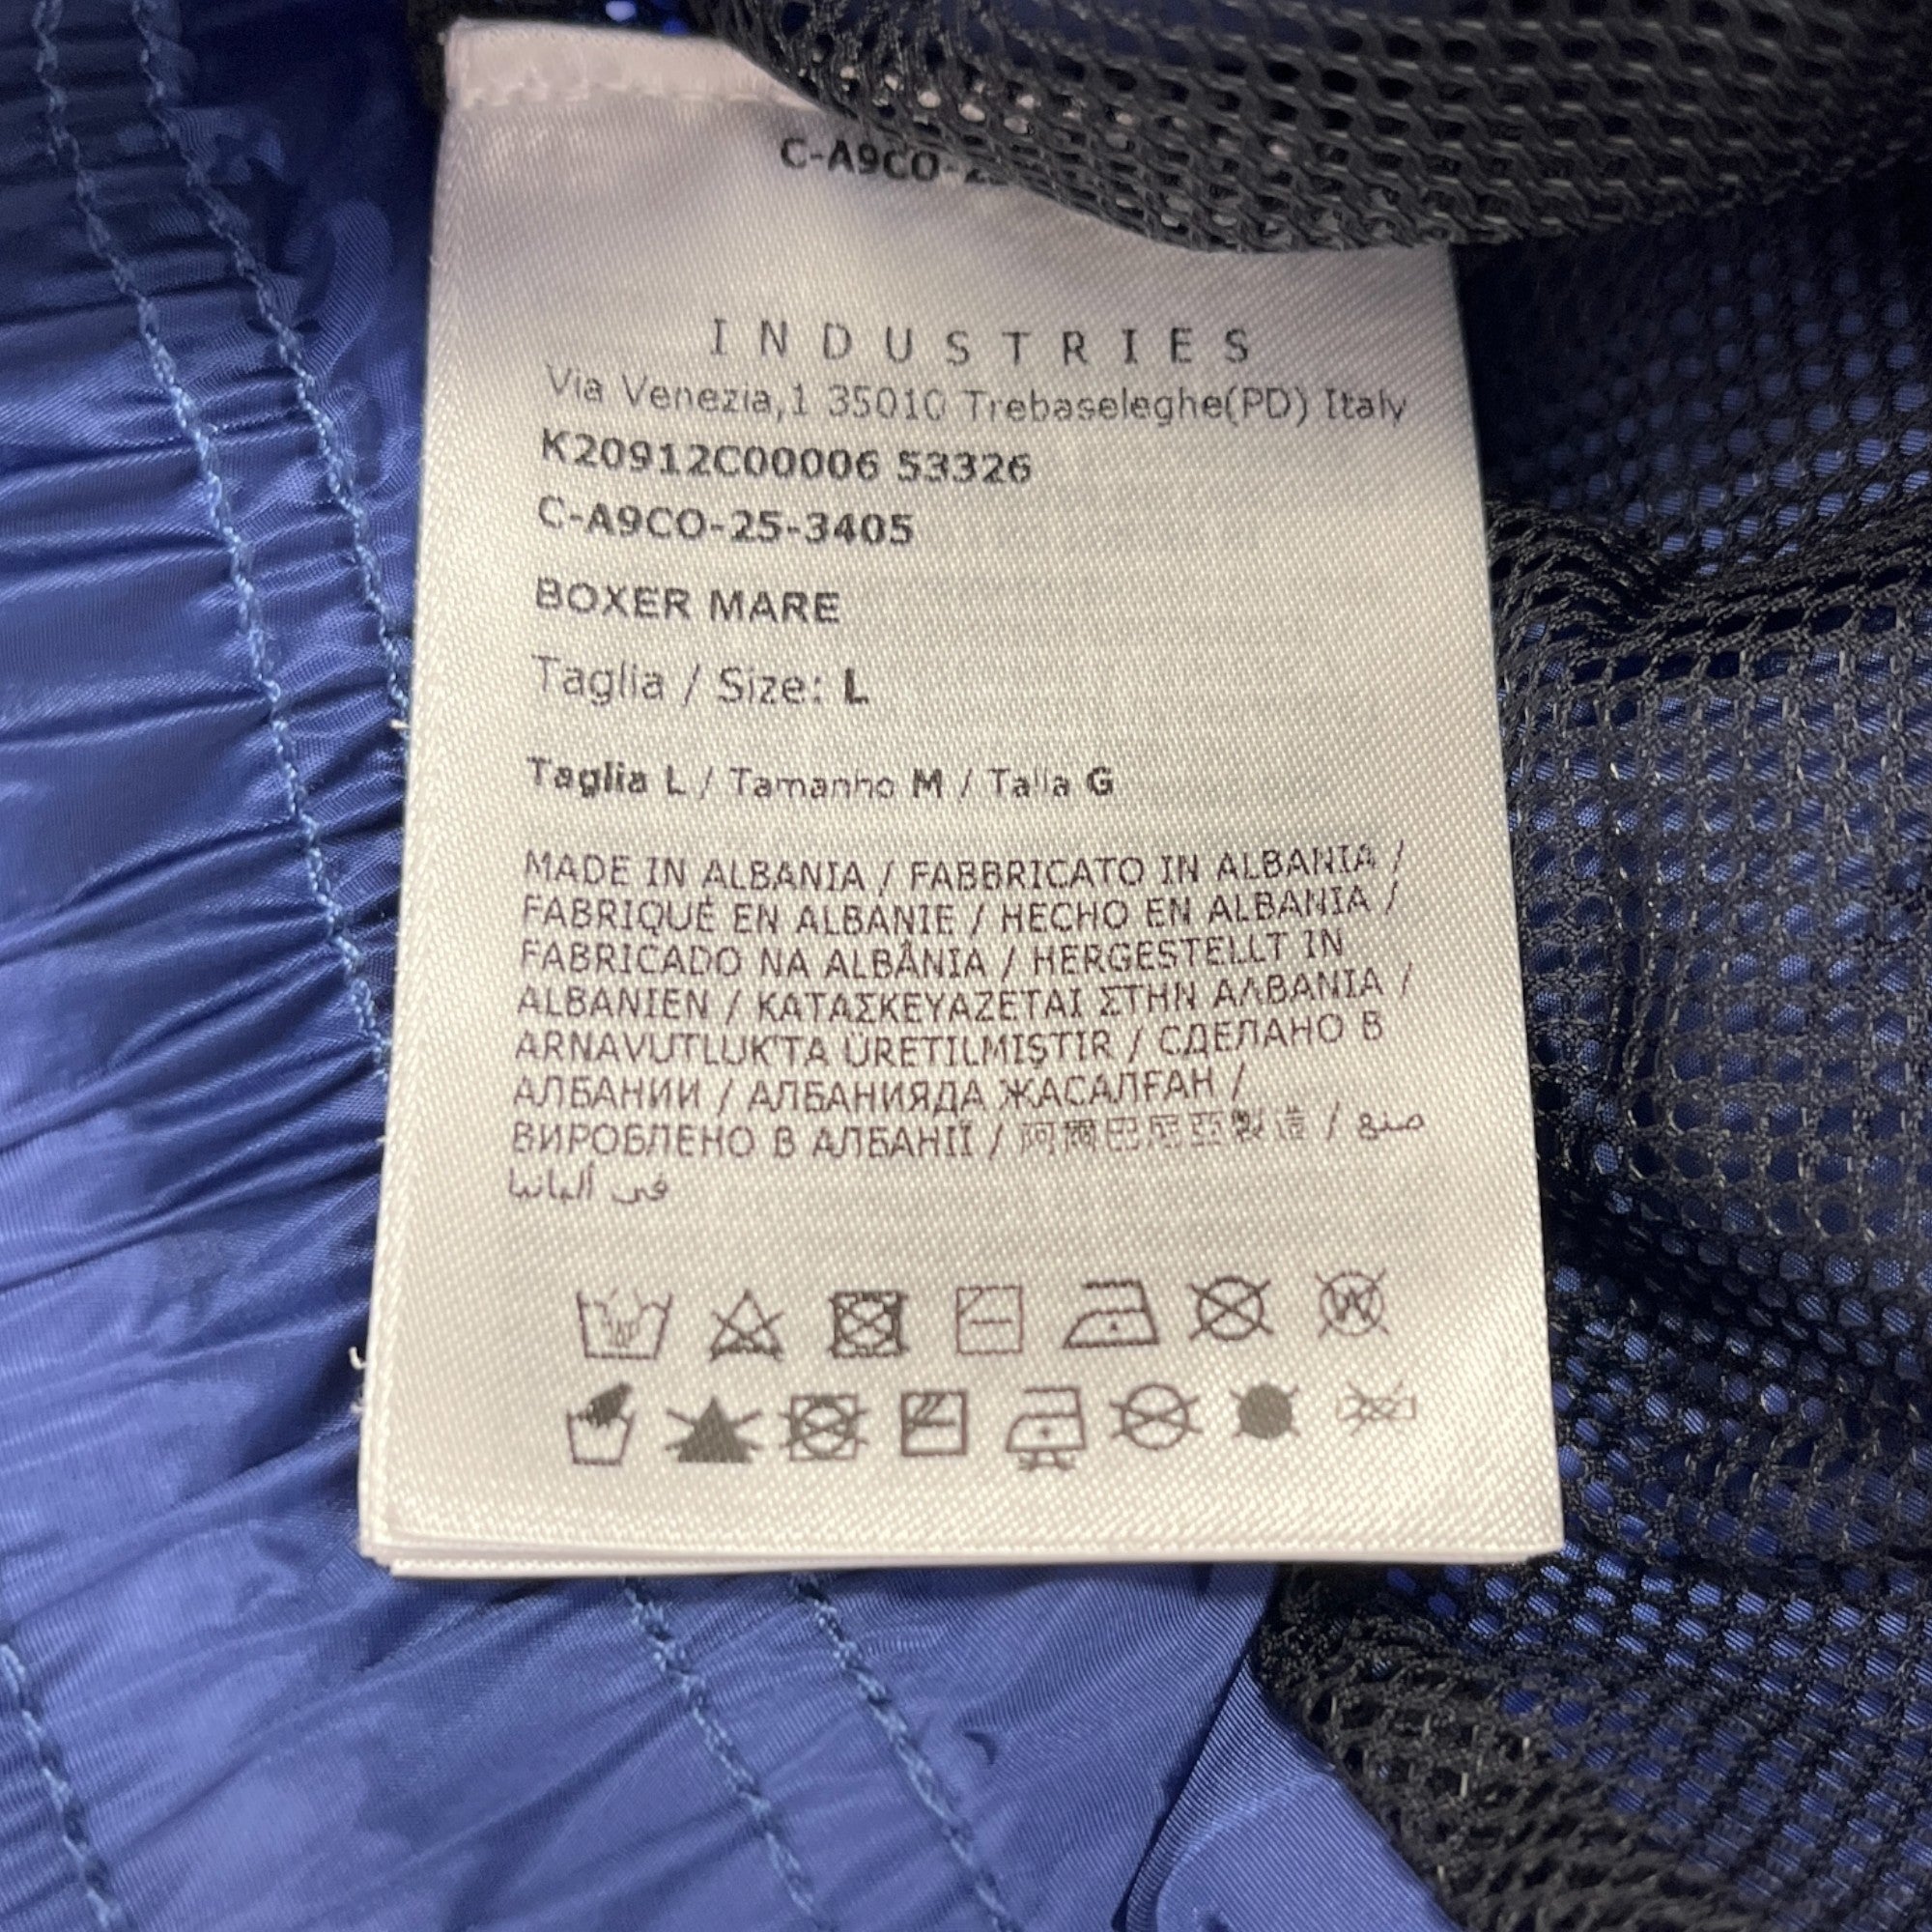 C-A9CO-2
INDUSTRIES
Via Venezia,1 35010 Trebaseleghe(PD) Italy
K20912C00006 53326
C-A9CO-25-3405
BOXER MARE
Taglia / Size: L
Taglia L / Tamanho M / Talla G
MADE IN ALBANIA / FABBRICATO IN ALBANIA /
FABRIQUÉ EN ALBANIE / HECHO EN ALBANIA /
FABRICADO NA ALBÂNIA / HERGESTELLT IN
ALBANIEN / ΚΑΤΑΣΚΕΥΑΖΕΤΑΙ ΣΤΗΝ ΑΛΒΑΝΙΑ /
ARNAVUTLUK'TA ÜRETILMIŞTIR / СДЕЛАНО В
АЛБАНИИ / АЛБАНИЯДА ЖАСАЛҒАН /
ВИРОБЛЕНО В АЛБАНІЇ / 阿爾巴尼亞製造 / صنع
في ألبانيا